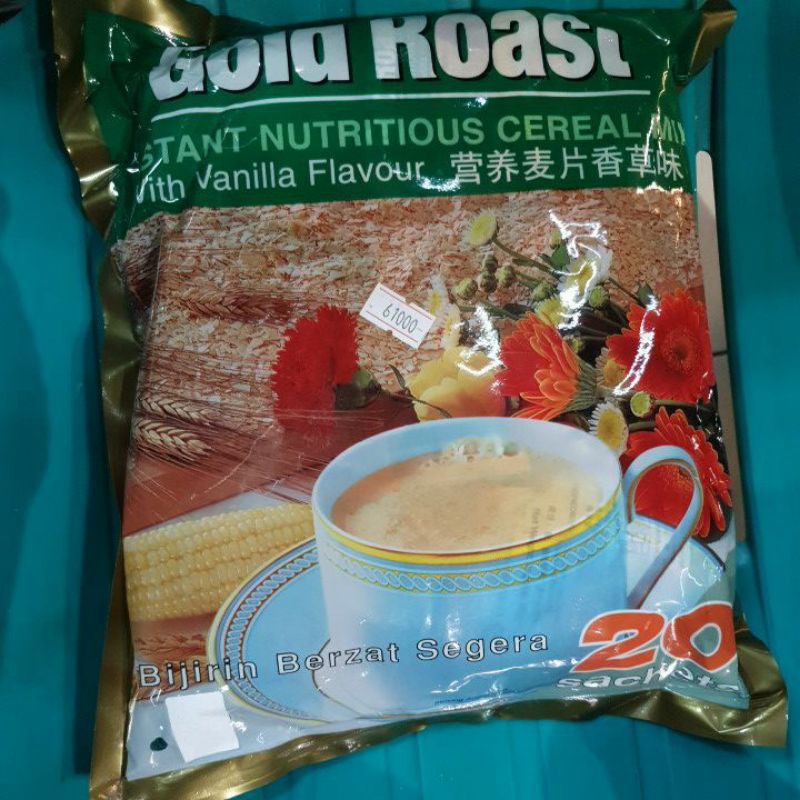 Gold Roast
STANT NUTRITIOUS CEREAL MIX
With Vanilla Flavour 营养麦片香草味
61000-
Bijirin Berzat Segera
20
sachets